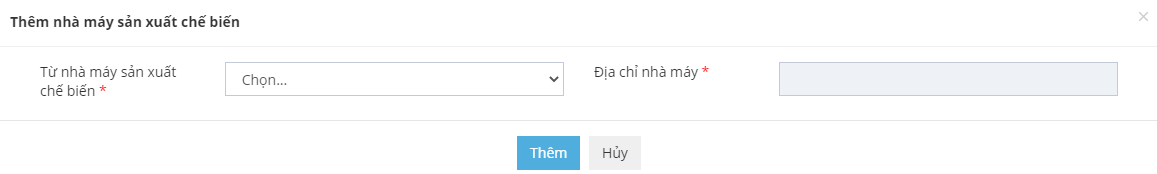 Thêm nhà máy sản xuất chế biến
×
Từ nhà máy sản xuất
chế biến *
Chọn...
Địa chỉ nhà máy *
Thêm
Hủy